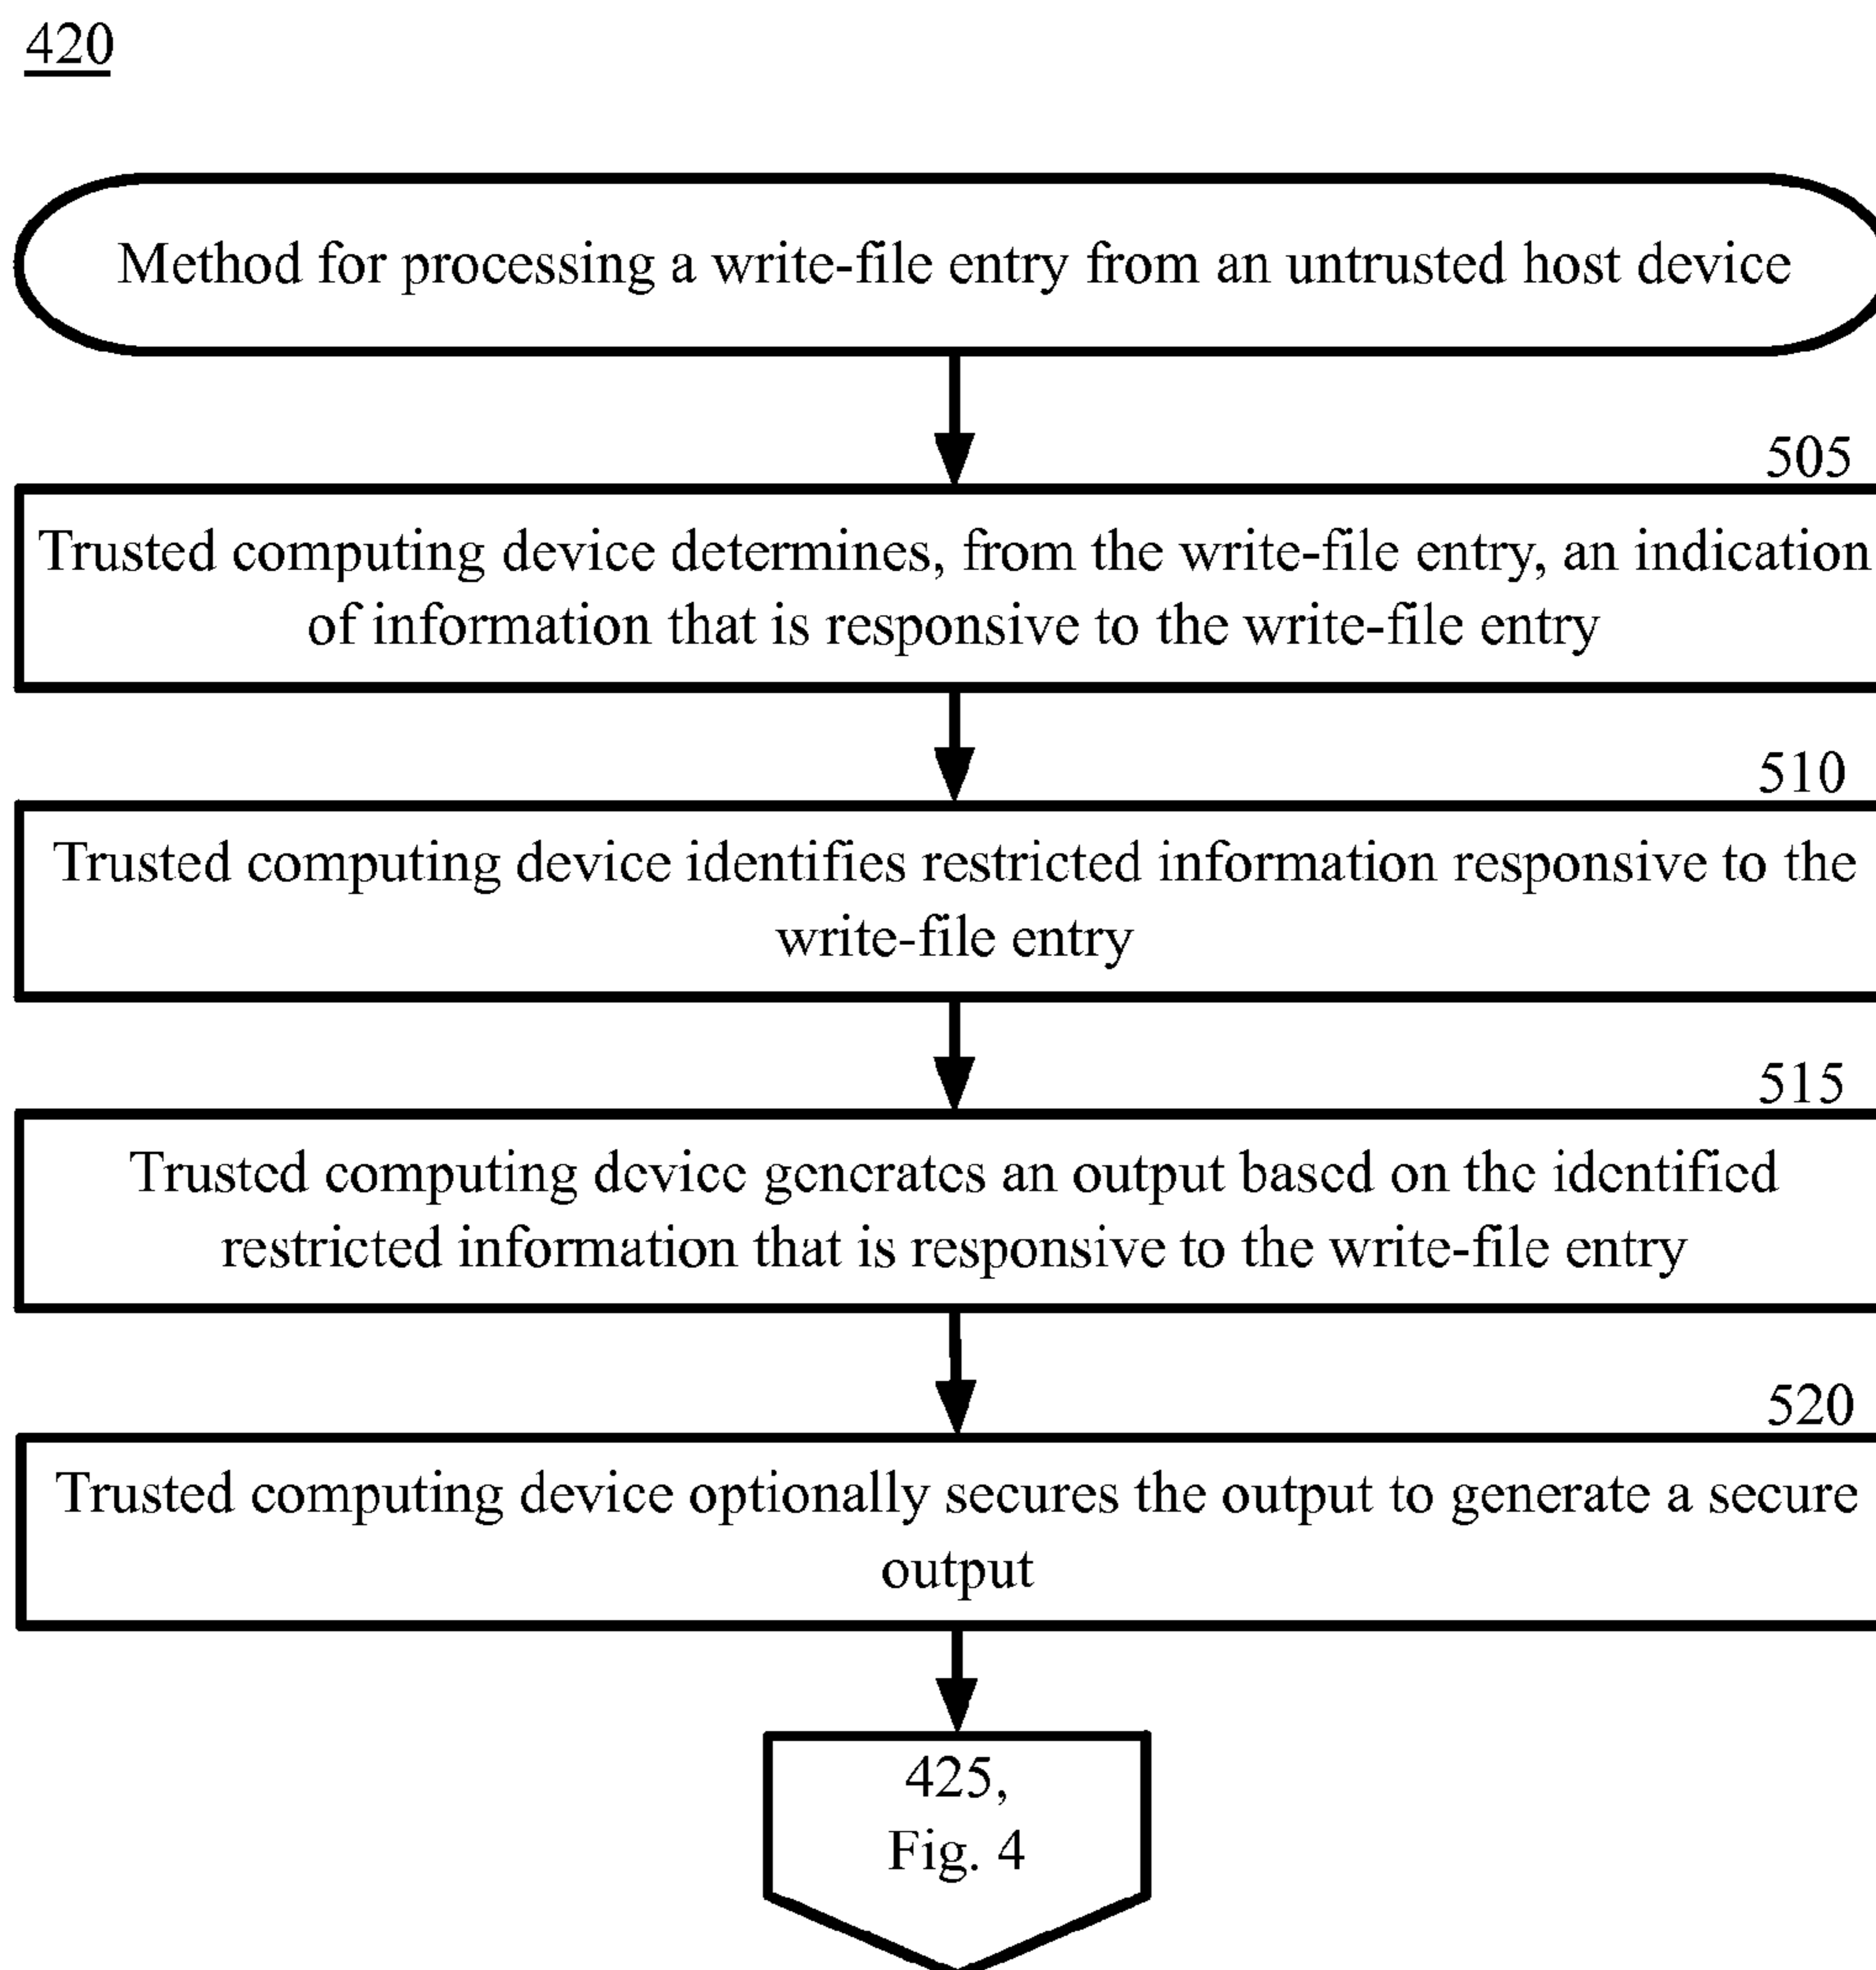 420
Method for processing a write-file entry from an untrusted host device
505
Trusted computing device determines, from the write-file entry, an indication
of information that is responsive to the write-file entry
510
Trusted computing device identifies restricted information responsive to the
write-file entry
515
Trusted computing device generates an output based on the identified
restricted information that is responsive to the write-file entry
520
Trusted computing device optionally secures the output to generate a secure
output
425,
Fig. 4